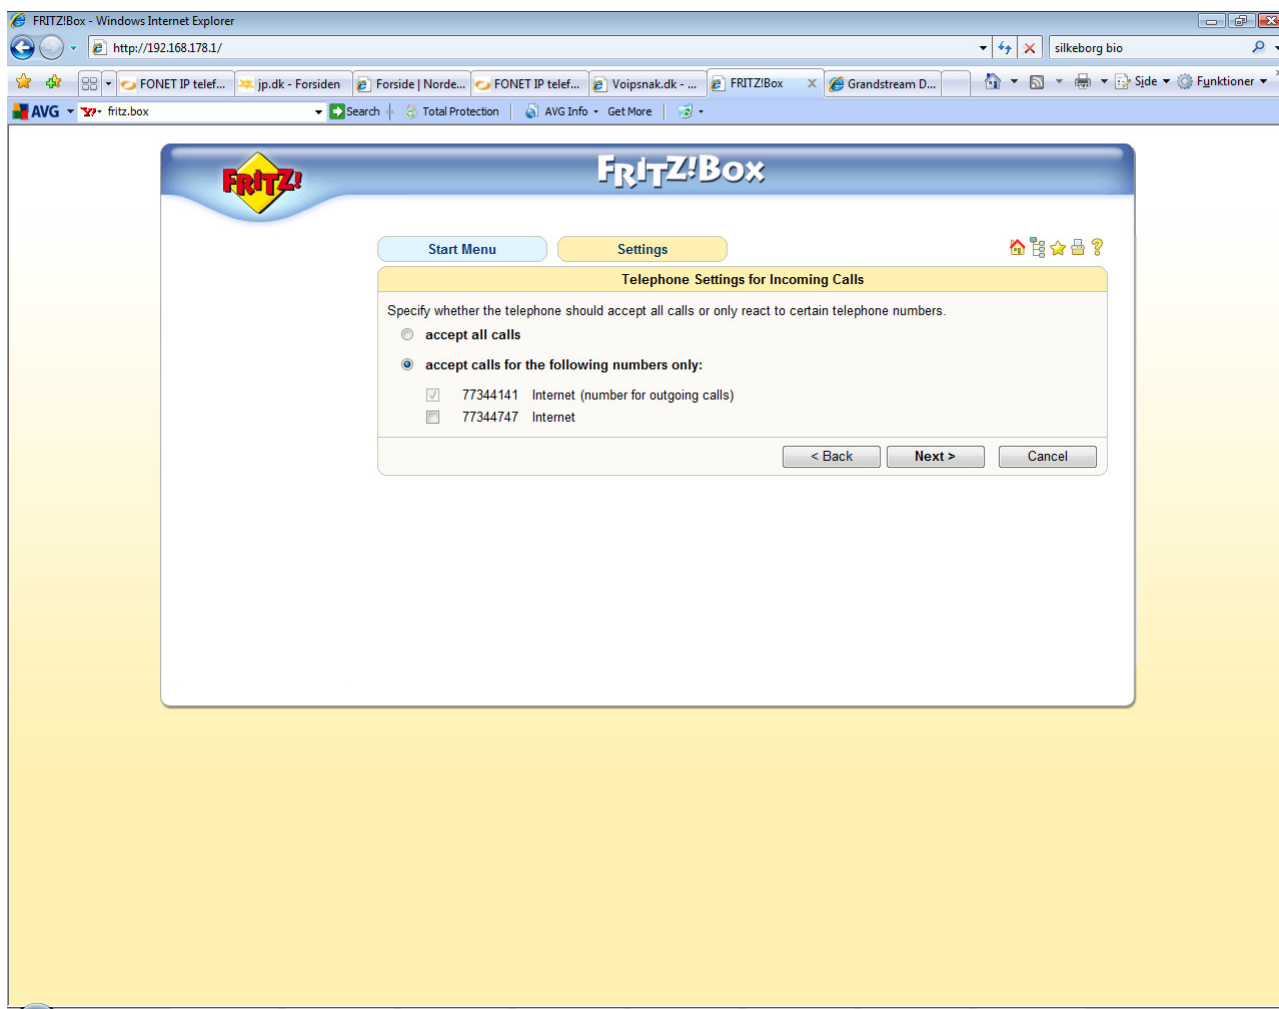 FRITZ!Box - Windows Internet Explorer
http://192.168.178.1/
silkeborg bio
FONET IP telef...
jp.dk - Forsiden
Forside | Norde...
FONET IP telef...
Voipsnak.dk - ...
FRITZ!Box
X
Grandstream D...
Side
Funktioner
AVG
Y!
fritz.box
Search
Total Protection
AVG Info
Get More
FRITZ!
FRITZ!Box
Start Menu
Settings
Telephone Settings for Incoming Calls
Specify whether the telephone should accept all calls or only react to certain telephone numbers.
accept all calls
accept calls for the following numbers only:
77344141 Internet (number for outgoing calls)
77344747 Internet
< Back
Next >
Cancel